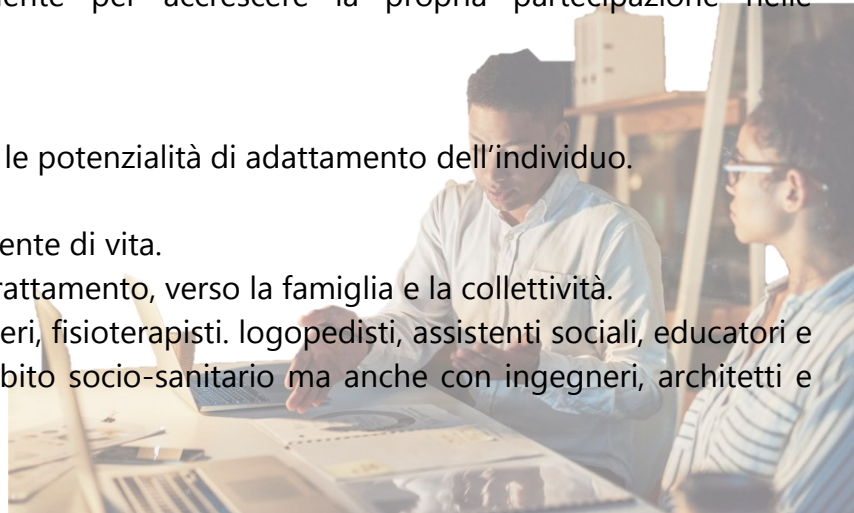 per accrescere la propria partecipazione nelle
le potenzialità di adattamento dell'individuo.
ente di vita.
rattamento, verso la famiglia e la collettività.
eri, fisioterapisti. logopedisti, assistenti sociali, educatori e
bito socio-sanitario ma anche con ingegneri, architetti e